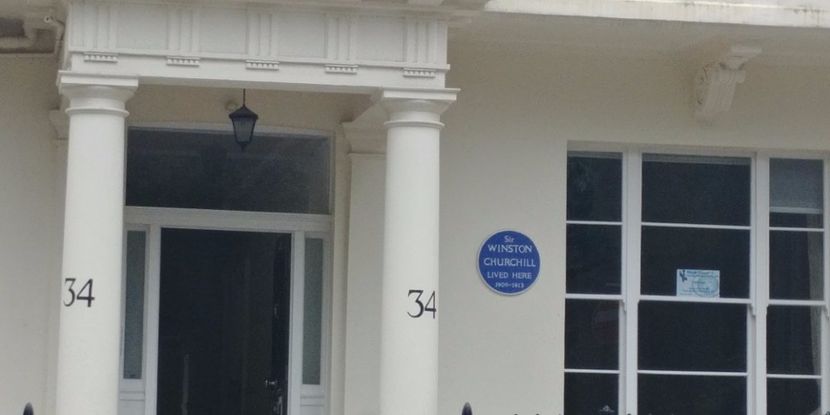 34
34
Sir
WINSTON
CHURCHILL
LIVED HERE
1909-1913